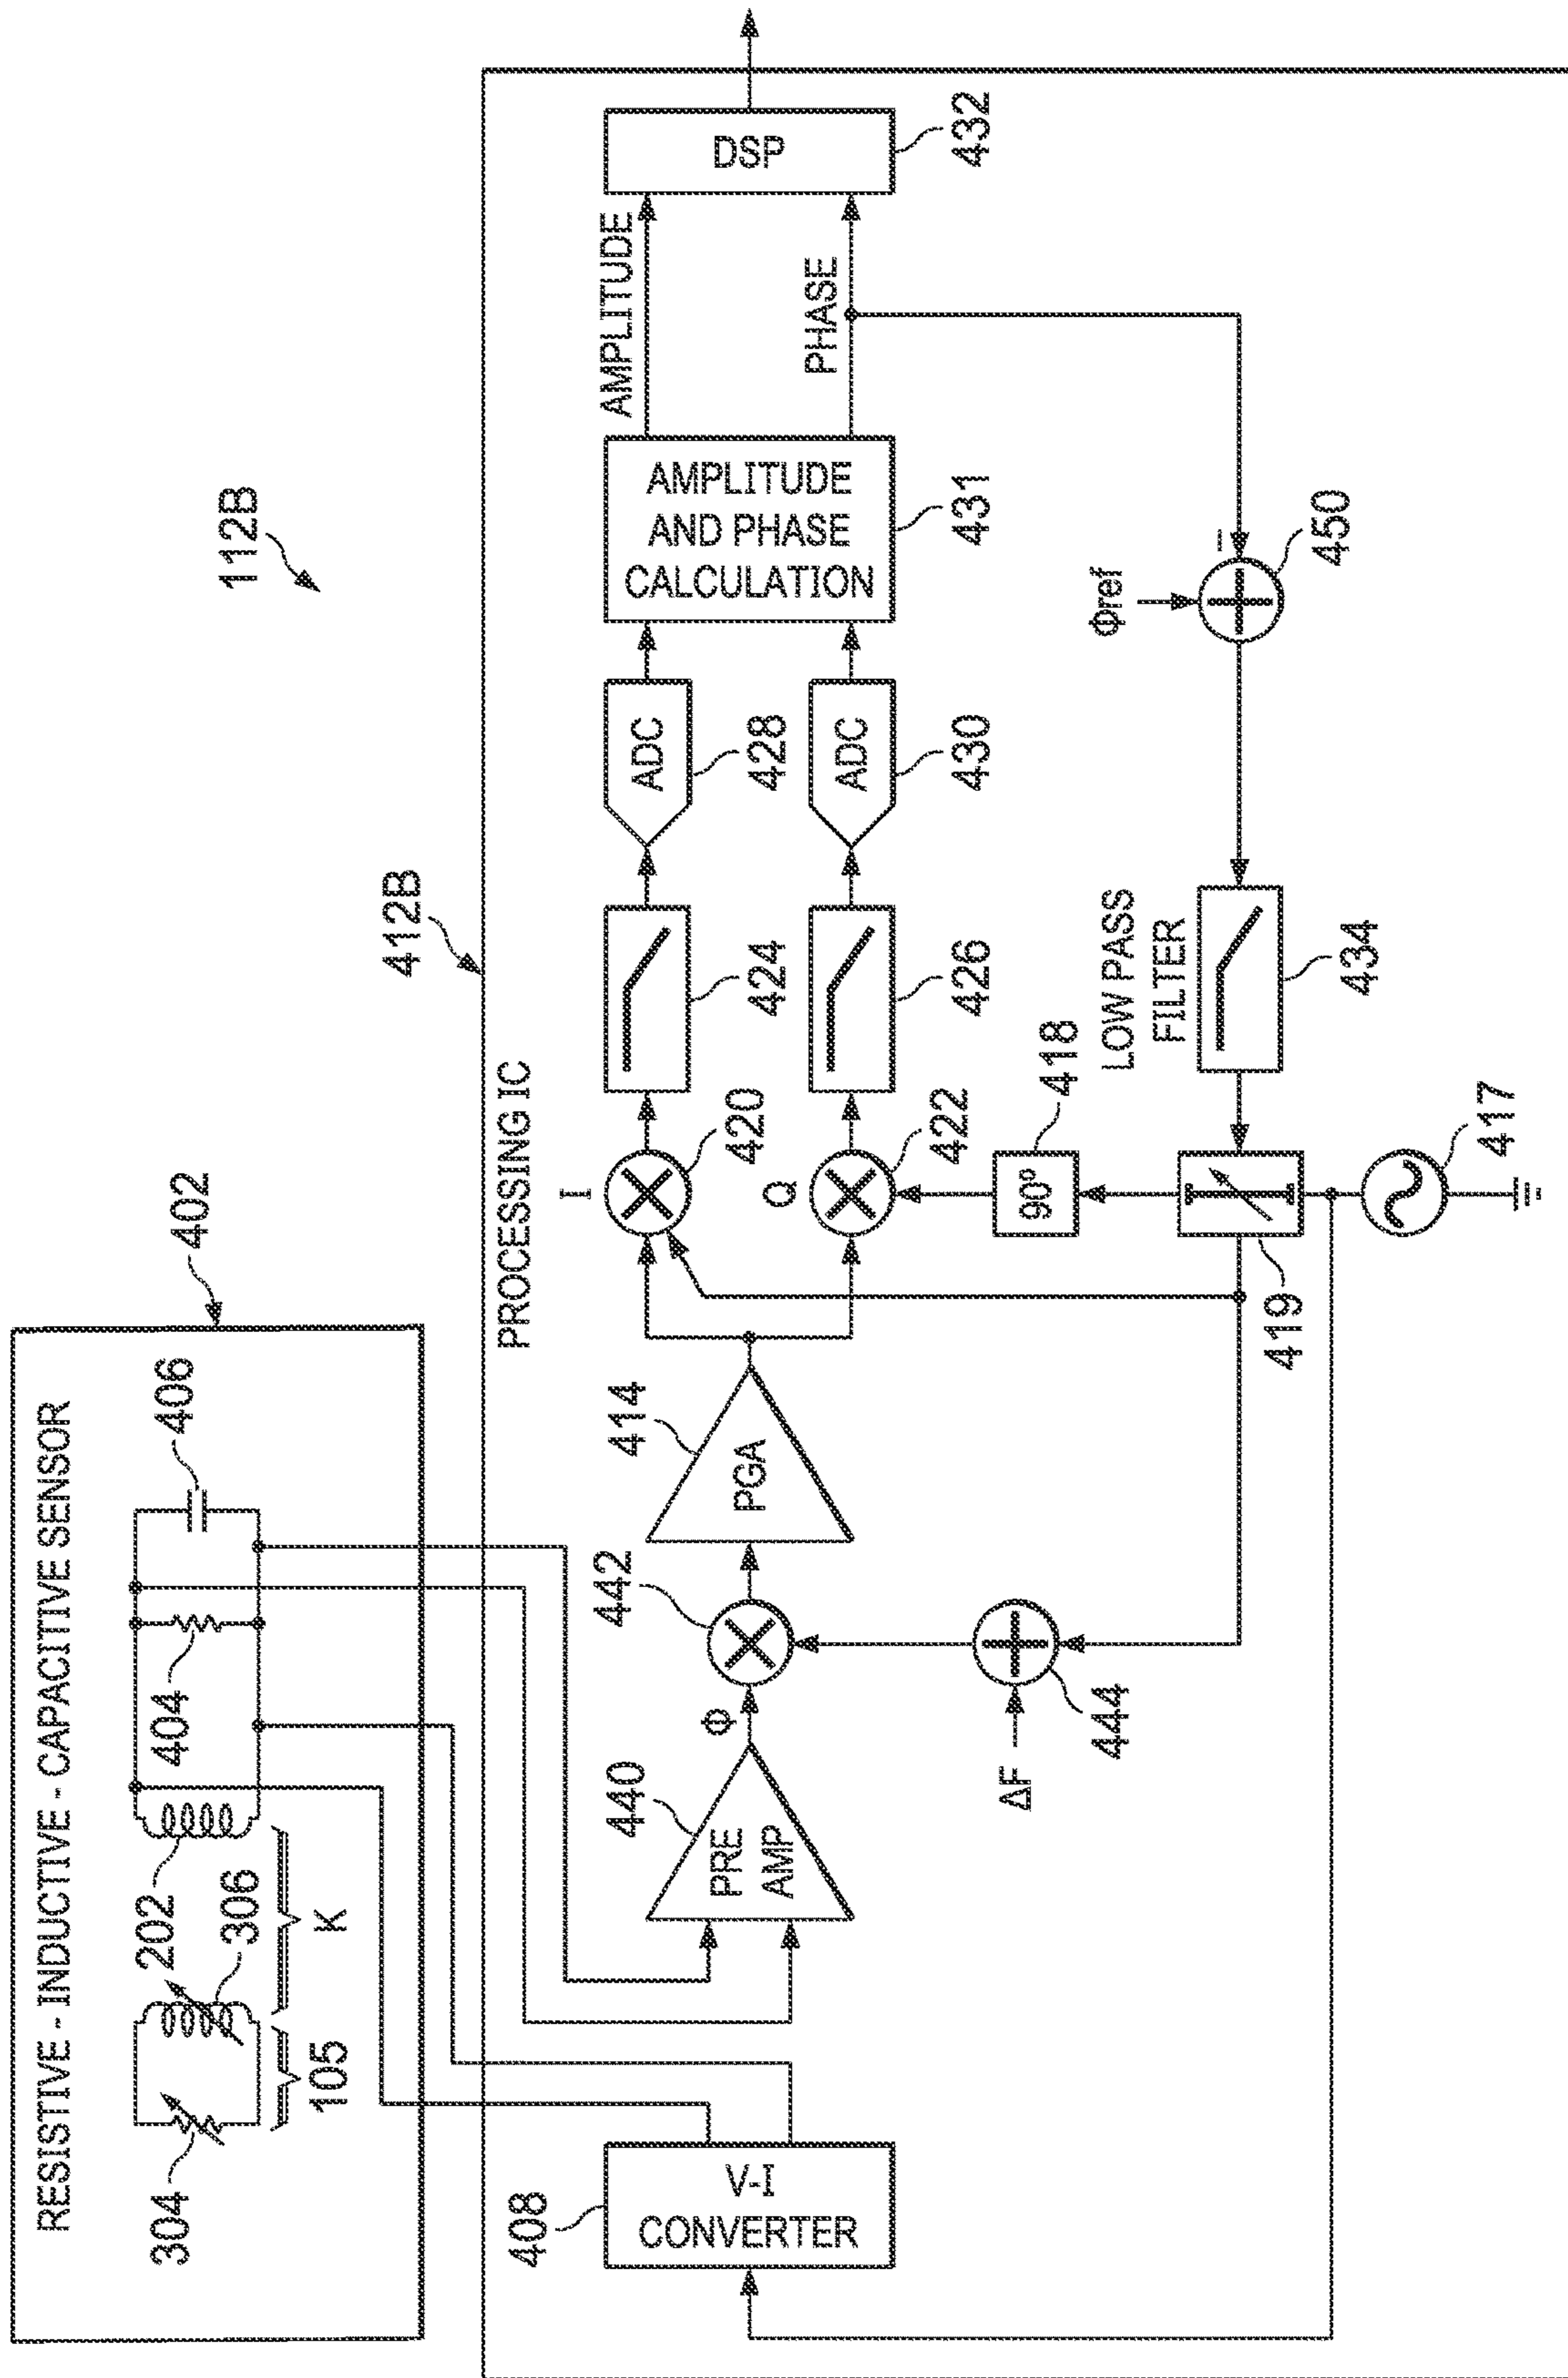 112B
402
RESISTIVE - INDUCTIVE - CAPACITIVE SENSOR
304
105
306
202
K
404
406
412B
PROCESSING IC
408
V-I
CONVERTER
440
PRE
AMP
Φ
442
414
PGA
ΔF
444
I
420
Q
422
424
426
ADC
428
ADC
430
AMPLITUDE
AND PHASE
CALCULATION
431
AMPLITUDE
PHASE
DSP
432
90º
418
419
417
LOW PASS
FILTER
434
Φref
−
450